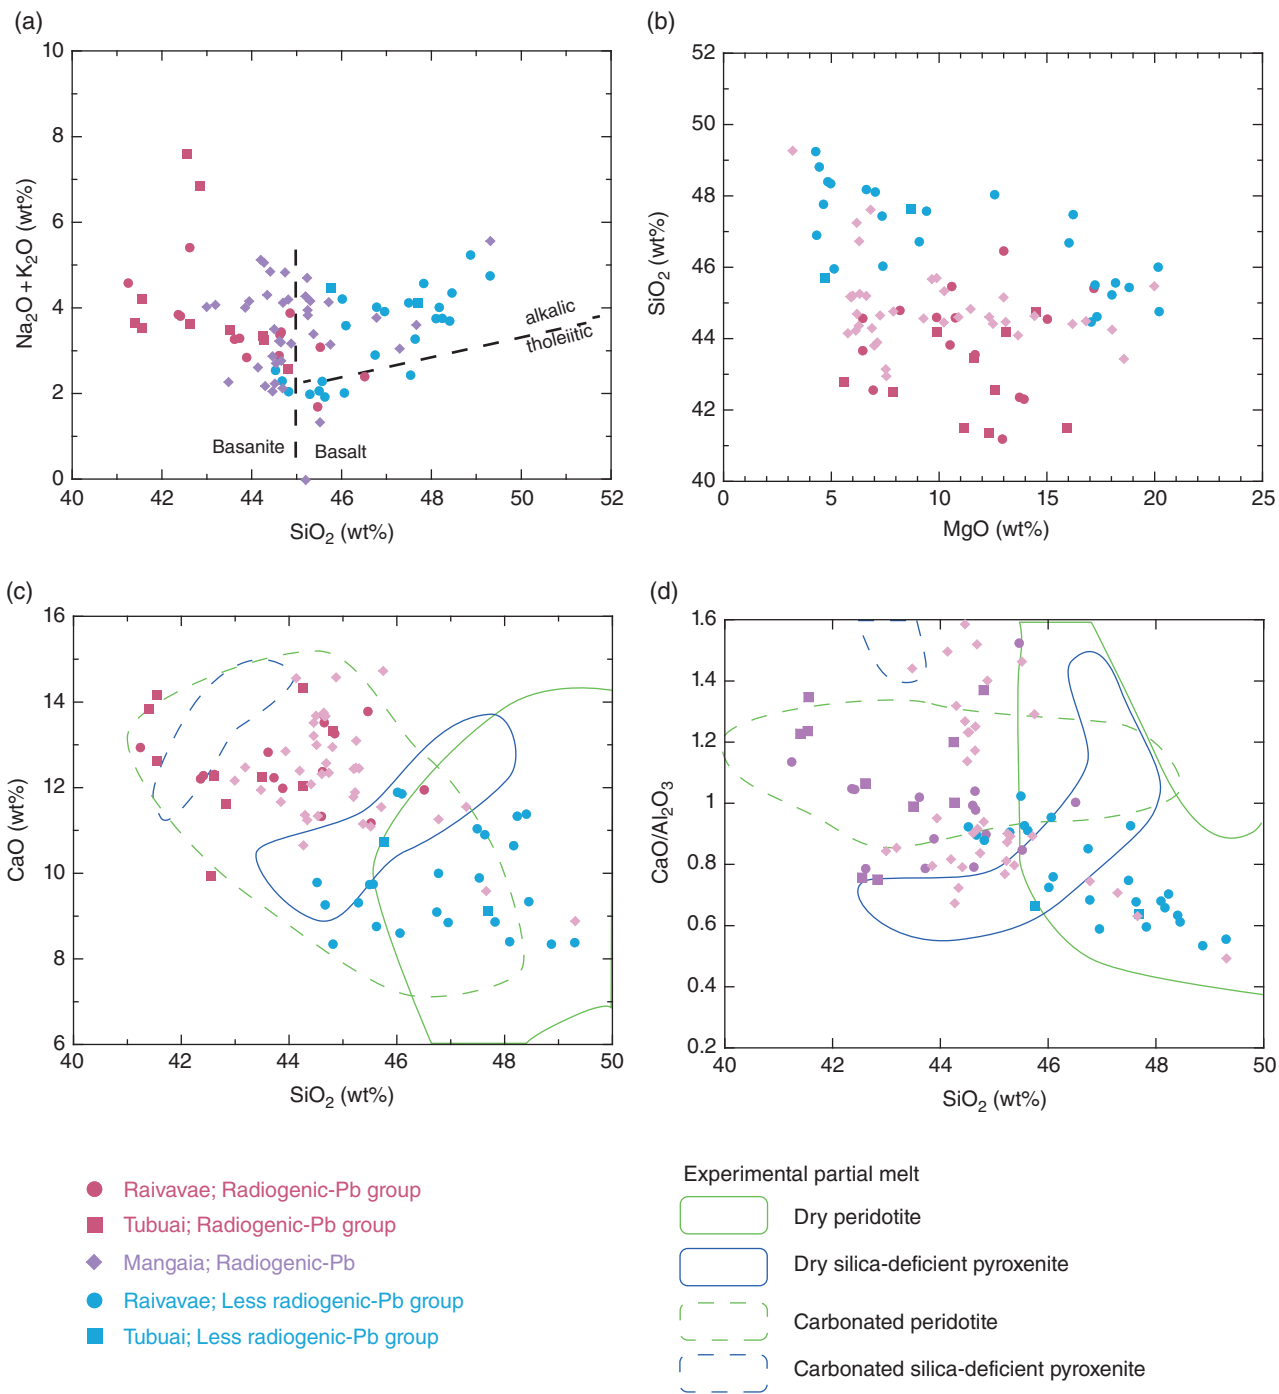 (a)
10
8
6
4
2
0
Na2O + K2O (wt%)
alkalic
tholeiitic
Basanite
Basalt
40
42
44
46
48
50
52
SiO2 (wt%)
(b)
52
50
48
46
44
42
40
SiO2 (wt%)
0
5
10
15
20
25
MgO (wt%)
(c)
16
14
12
10
8
6
CaO (wt%)
40
42
44
46
48
50
SiO2 (wt%)
(d)
1.6
1.4
1.2
1
0.8
0.6
0.4
0.2
CaO/Al2O3
40
42
44
46
48
50
SiO2 (wt%)
Raivavae; Radiogenic-Pb group
Tubuai; Radiogenic-Pb group
Mangaia; Radiogenic-Pb
Raivavae; Less radiogenic-Pb group
Tubuai; Less radiogenic-Pb group
Experimental partial melt
Dry peridotite
Dry silica-deficient pyroxenite
Carbonated peridotite
Carbonated silica-deficient pyroxenite